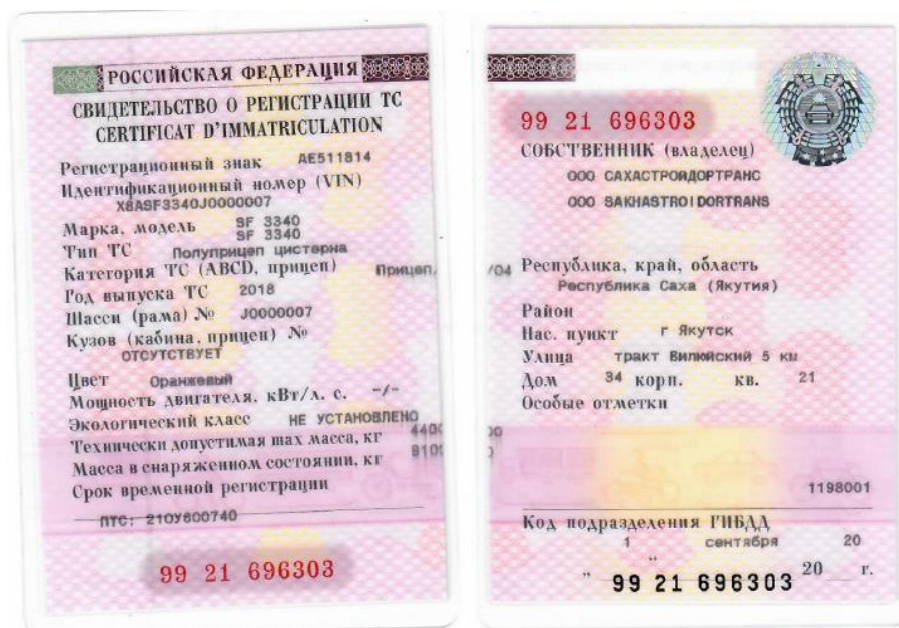 РОССИЙСКАЯ ФЕДЕРАЦИЯ
СВИДЕТЕЛЬСТВО О РЕГИСТРАЦИИ ТС
CERTIFICAT D'IMMATRICULATION
Регистрационный знак АЕ511814
Идентификационный номер (VIN)
X8ASF3340J0000007
Марка, модель SF 3340
SF 3340
Тип ТС Полуприцеп цистерна
Категория ТС (ABCD, прицеп) Прицеп,
Год выпуска ТС 2018
Шасси (рама) № J0000007
Кузов (кабина, прицеп) №
ОТСУТСТВУЕТ
Цвет Оранжевый
Мощность двигателя, кВт/л. с. -/-
Экологический класс НЕ УСТАНОВЛЕНО
Технически допустимая max масса, кг 4400
Масса в снаряженном состоянии, кг 8100
Срок временной регистрации
ПТС: 21ОУ600740
99 21 696303
99 21 696303
СОБСТВЕННИК (владелец)
ООО САХАСТРОЙДОРТРАНС
OOO SAKHASTROIDORTRANS
/04 Республика, край, область
Республика Саха (Якутия)
Район
Нас. пункт г Якутск
Улица тракт Вилюйский 5 км
Дом 34 корп. кв. 21
Особые отметки
00
1198001
Код подразделения ГИБДД
1 сентября 20
" " 20 г.
99 21 696303